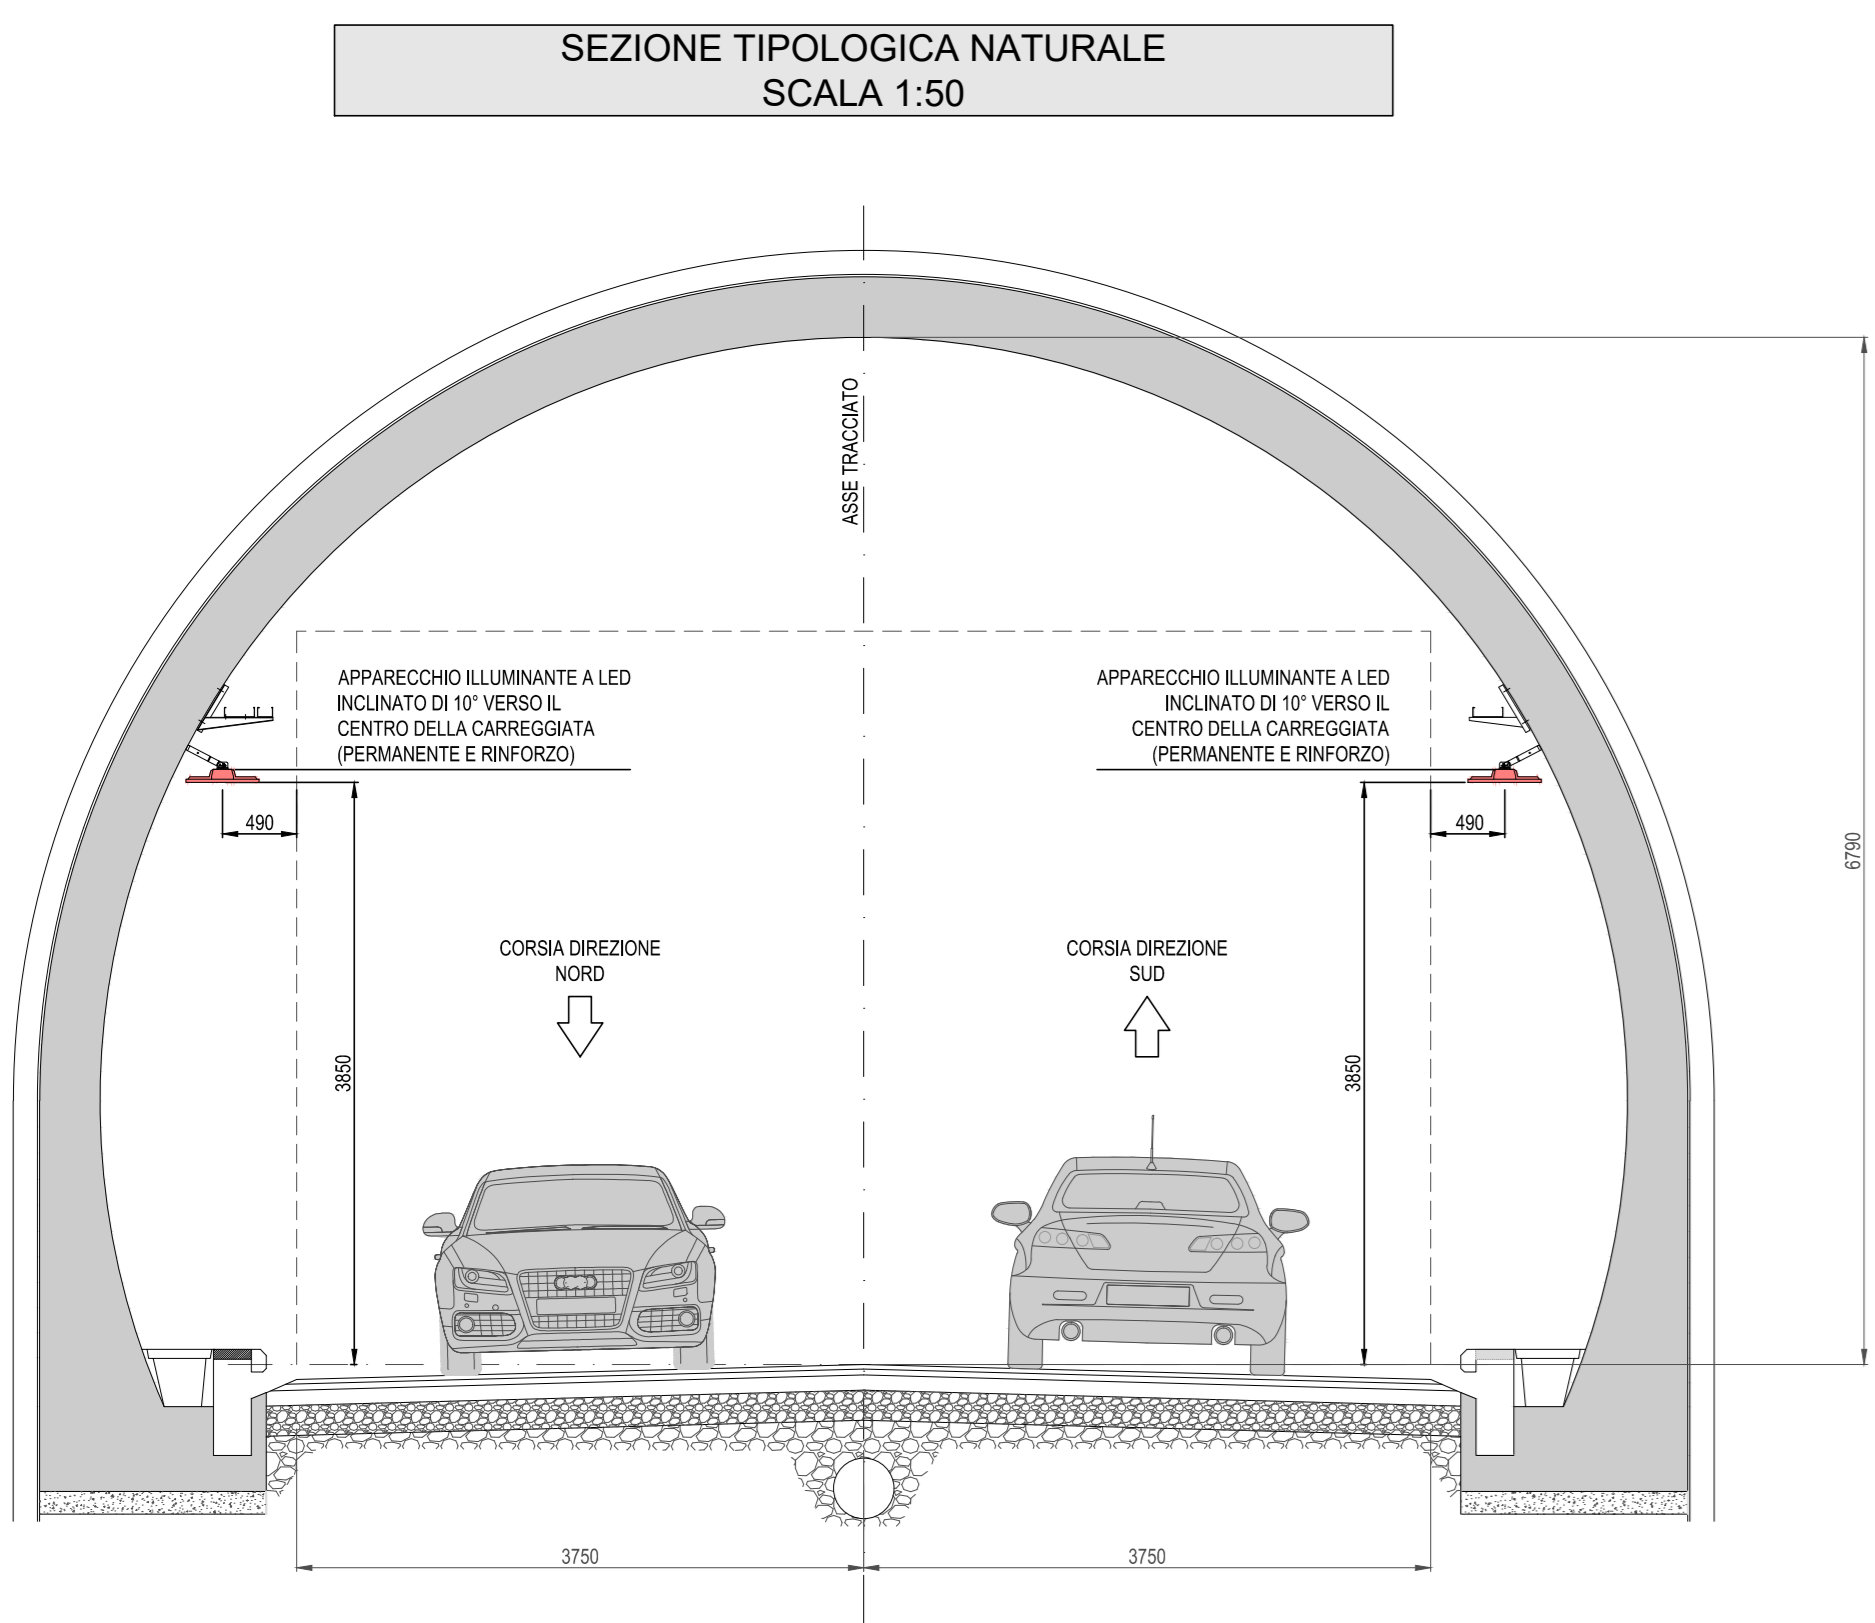 SEZIONE TIPOLOGICA NATURALE
SCALA 1:50
ASSE TRACCIATO
APPARECCHIO ILLUMINANTE A LED
INCLINATO DI 10° VERSO IL
CENTRO DELLA CARREGGIATA
(PERMANENTE E RINFORZO)
APPARECCHIO ILLUMINANTE A LED
INCLINATO DI 10° VERSO IL
CENTRO DELLA CARREGGIATA
(PERMANENTE E RINFORZO)
490
490
6790
CORSIA DIREZIONE
NORD
CORSIA DIREZIONE
SUD
3850
3850
3750
3750